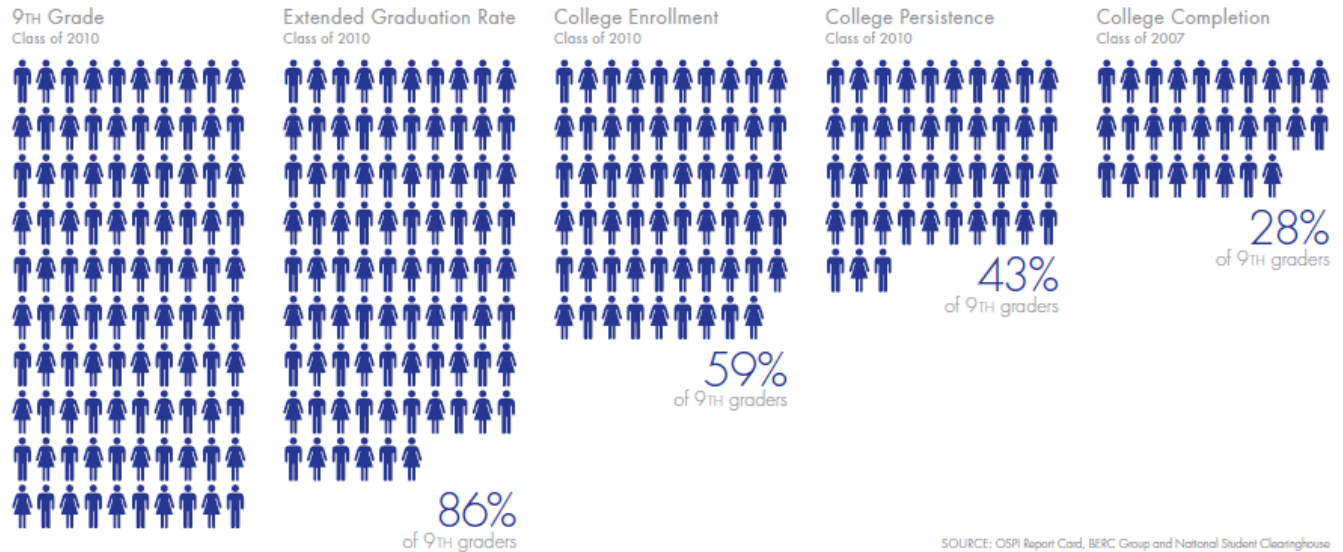 9TH Grade
Class of 2010
Extended Graduation Rate
Class of 2010
College Enrollment
Class of 2010
College Persistence
Class of 2010
College Completion
Class of 2007
28%
of 9TH graders
43%
of 9TH graders
59%
of 9TH graders
86%
of 9TH graders
SOURCE: OSPI Report Card, BERC Group and National Student Clearinghouse